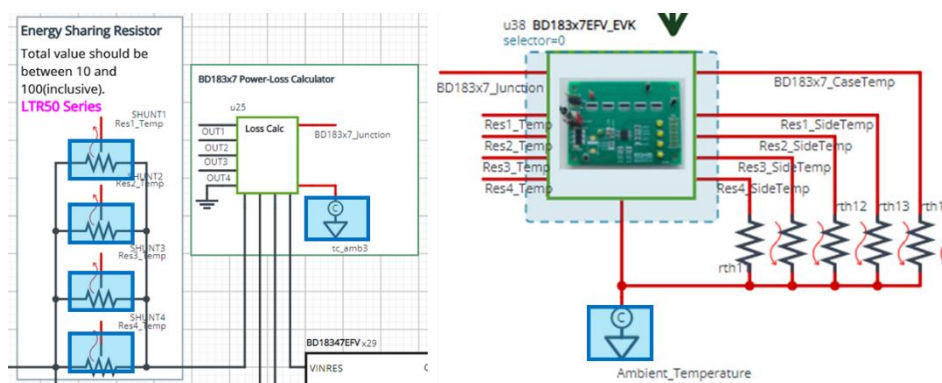 Energy Sharing Resistor
Total value should be
between 10 and
100(inclusive).
LTR50 Series
SHUNT1
Res1_Temp
SHUNT2
Res2_Temp
SHUNT3
Res3_Temp
SHUNT4
Res4_Temp
BD183x7 Power-Loss Calculator
u25
Loss Calc
OUT1
OUT2
OUT3
OUT4
BD183x7_Junction
C
tc_amb3
BD18347EFV x29
VINRES
u38 BD183x7EFV_EVK
selector=0
BD183x7_Junction
Res1_Temp
Res2_Temp
Res3_Temp
Res4_Temp
BD183x7_CaseTemp
Res1_SideTemp
Res2_SideTemp
Res3_SideTemp
Res4_SideTemp
rth12
rth13
C
Ambient_Temperature